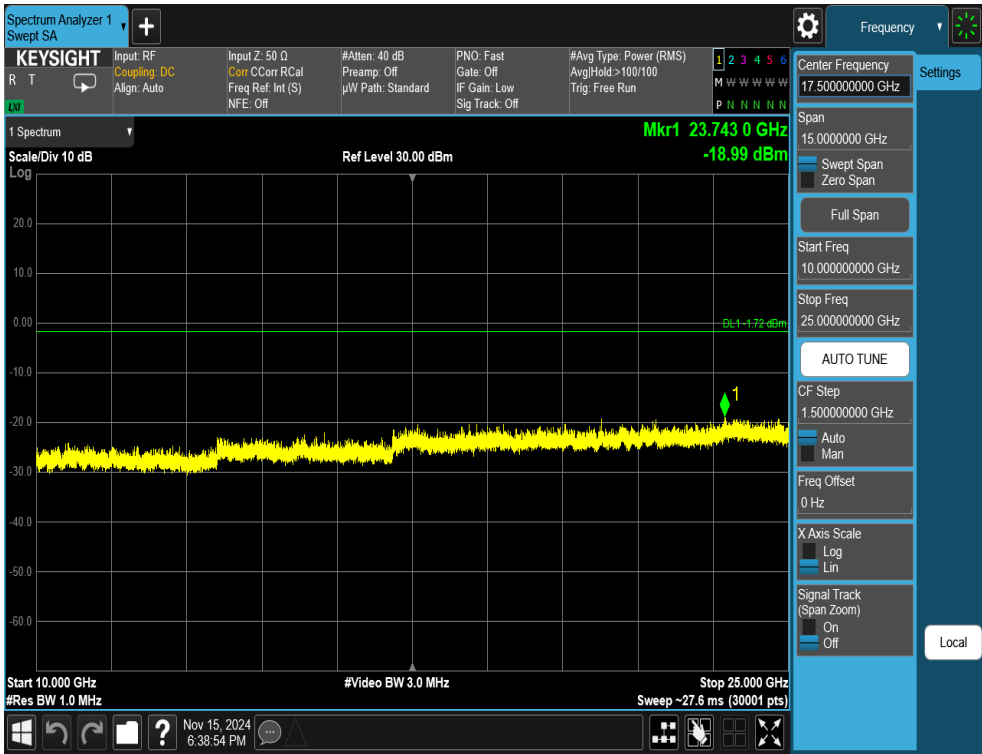 Spectrum Analyzer 1
Swept SA
+
Frequency
KEYSIGHT
R T
LXI
Input: RF
Coupling: DC
Align: Auto
Input Z: 50 Ω
Corr CCorr RCal
Freq Ref: Int (S)
NFE: Off
#Atten: 40 dB
Preamp: Off
µW Path: Standard
PNO: Fast
Gate: Off
IF Gain: Low
Sig Track: Off
#Avg Type: Power (RMS)
Avg|Hold:>100/100
Trig: Free Run
1 2 3 4 5 6
M W W W W W
P N N N N N
1 Spectrum
Scale/Div 10 dB
Log
Ref Level 30.00 dBm
Mkr1 23.743 0 GHz
-18.99 dBm
20.0
10.0
0.00
-10.0
-20.0
-30.0
-40.0
-50.0
-60.0
DL1 -1.72 dBm
1
Start 10.000 GHz
#Res BW 1.0 MHz
#Video BW 3.0 MHz
Stop 25.000 GHz
Sweep ~27.6 ms (30001 pts)
Center Frequency
17.500000000 GHz
Settings
Span
15.0000000 GHz
Swept Span
Zero Span
Full Span
Start Freq
10.000000000 GHz
Stop Freq
25.000000000 GHz
AUTO TUNE
CF Step
1.500000000 GHz
Auto
Man
Freq Offset
0 Hz
X Axis Scale
Log
Lin
Signal Track
(Span Zoom)
On
Off
Local
?
Nov 15, 2024
6:38:54 PM